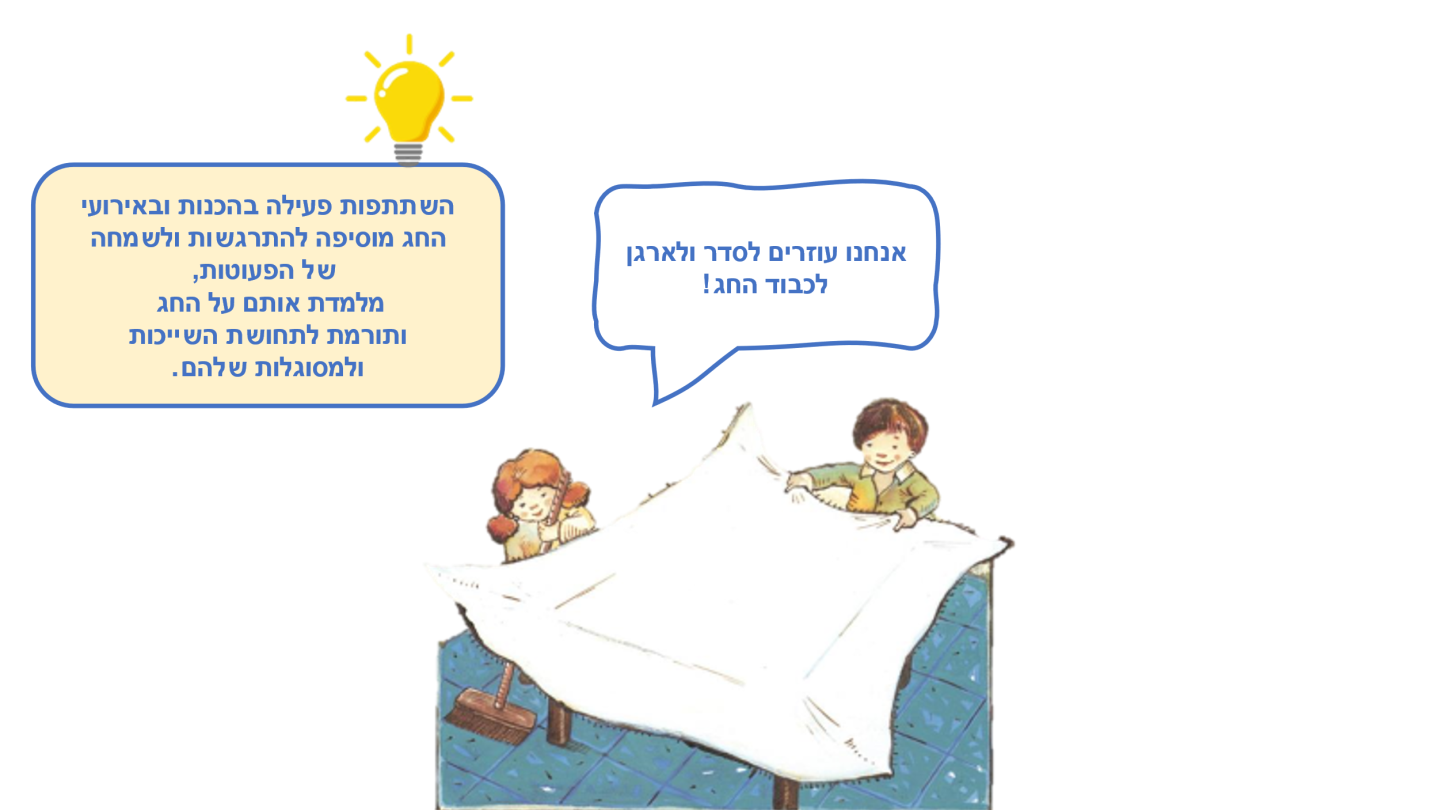 אנחנו עוזרים לסדר ולארגן
לכבוד החג!
השתתפות פעילה בהכנות ובאירועי
החג מוסיפה להתרגשות ולשמחה
של הפעוטות,
מלמדת אותם על החג
ותורמת לתחושת השייכות
ולמסוגלות שלהם.